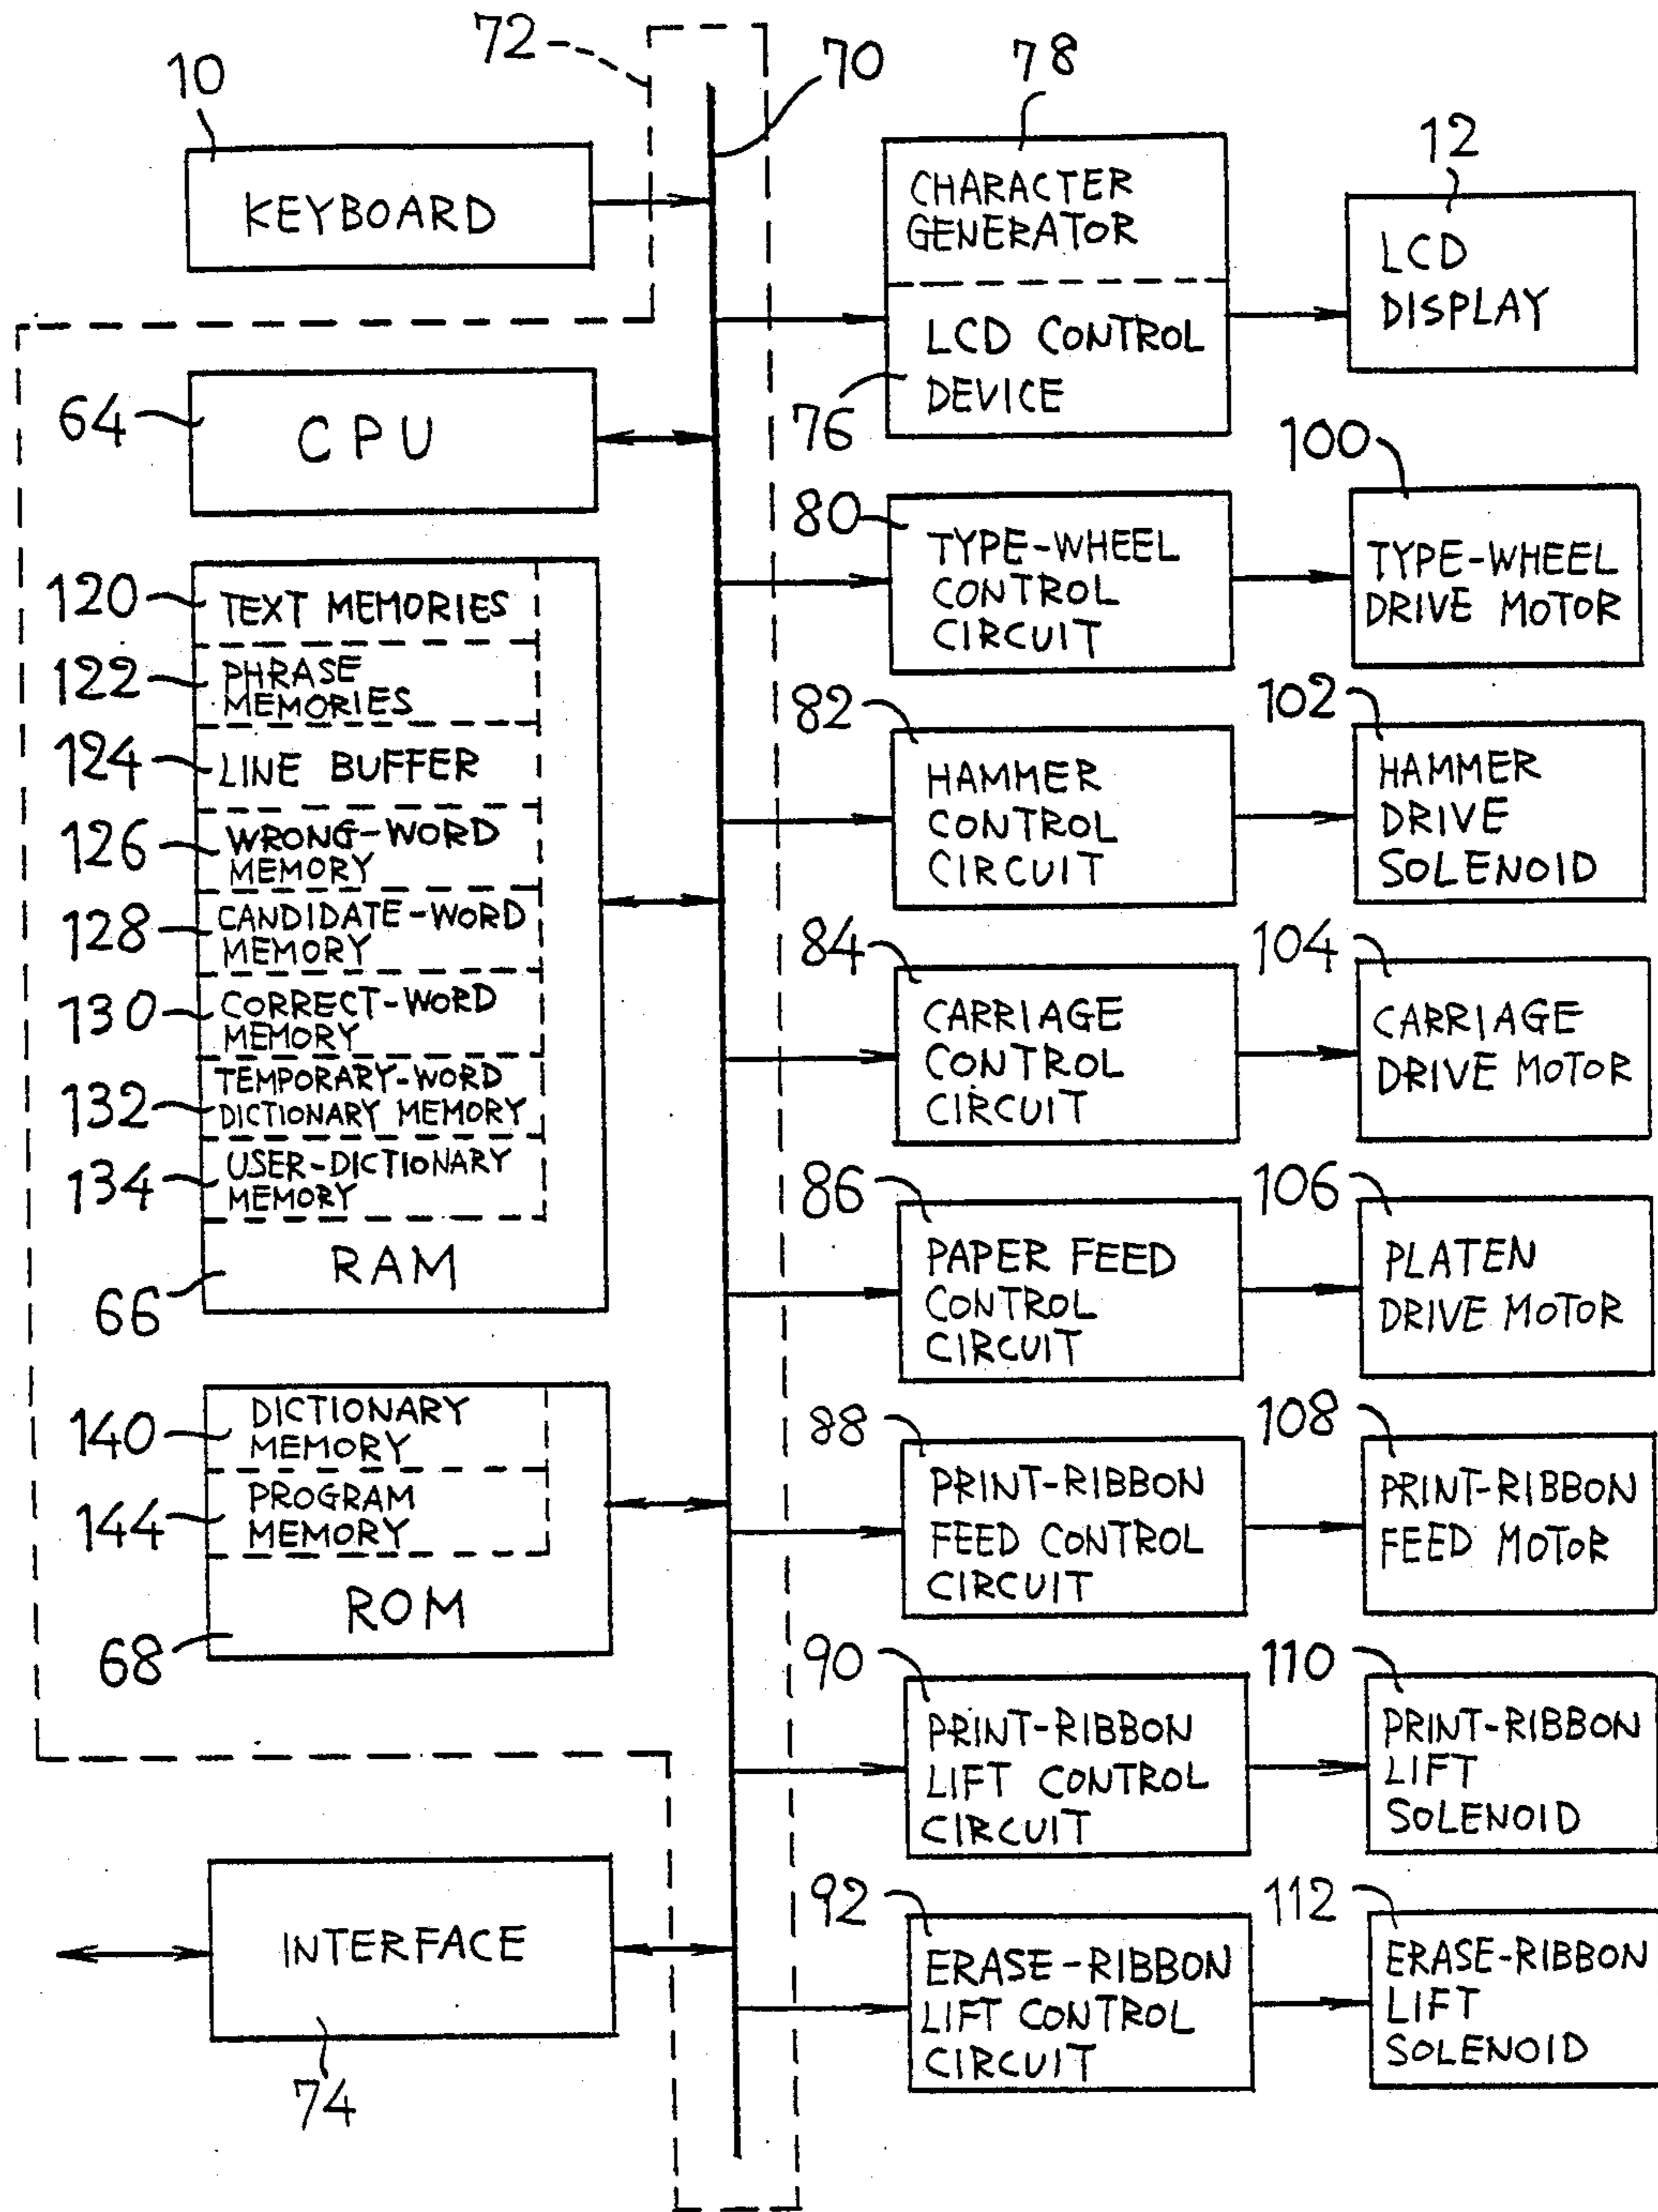 72
70
10
KEYBOARD
64
CPU
120
TEXT MEMORIES
122
PHRASE
MEMORIES
124
LINE BUFFER
126
WRONG-WORD
MEMORY
128
CANDIDATE-WORD
MEMORY
130
CORRECT-WORD
MEMORY
132
TEMPORARY-WORD
DICTIONARY MEMORY
134
USER-DICTIONARY
MEMORY
RAM
66
140
DICTIONARY
MEMORY
144
PROGRAM
MEMORY
ROM
68
INTERFACE
74
78
CHARACTER
GENERATOR
LCD CONTROL
DEVICE
76
12
LCD
DISPLAY
80
TYPE-WHEEL
CONTROL
CIRCUIT
100
TYPE-WHEEL
DRIVE MOTOR
82
HAMMER
CONTROL
CIRCUIT
102
HAMMER
DRIVE
SOLENOID
84
CARRIAGE
CONTROL
CIRCUIT
104
CARRIAGE
DRIVE MOTOR
86
PAPER FEED
CONTROL
CIRCUIT
106
PLATEN
DRIVE MOTOR
88
PRINT-RIBBON
FEED CONTROL
CIRCUIT
108
PRINT-RIBBON
FEED MOTOR
90
PRINT-RIBBON
LIFT CONTROL
CIRCUIT
110
PRINT-RIBBON
LIFT
SOLENOID
92
ERASE-RIBBON
LIFT CONTROL
CIRCUIT
112
ERASE-RIBBON
LIFT
SOLENOID